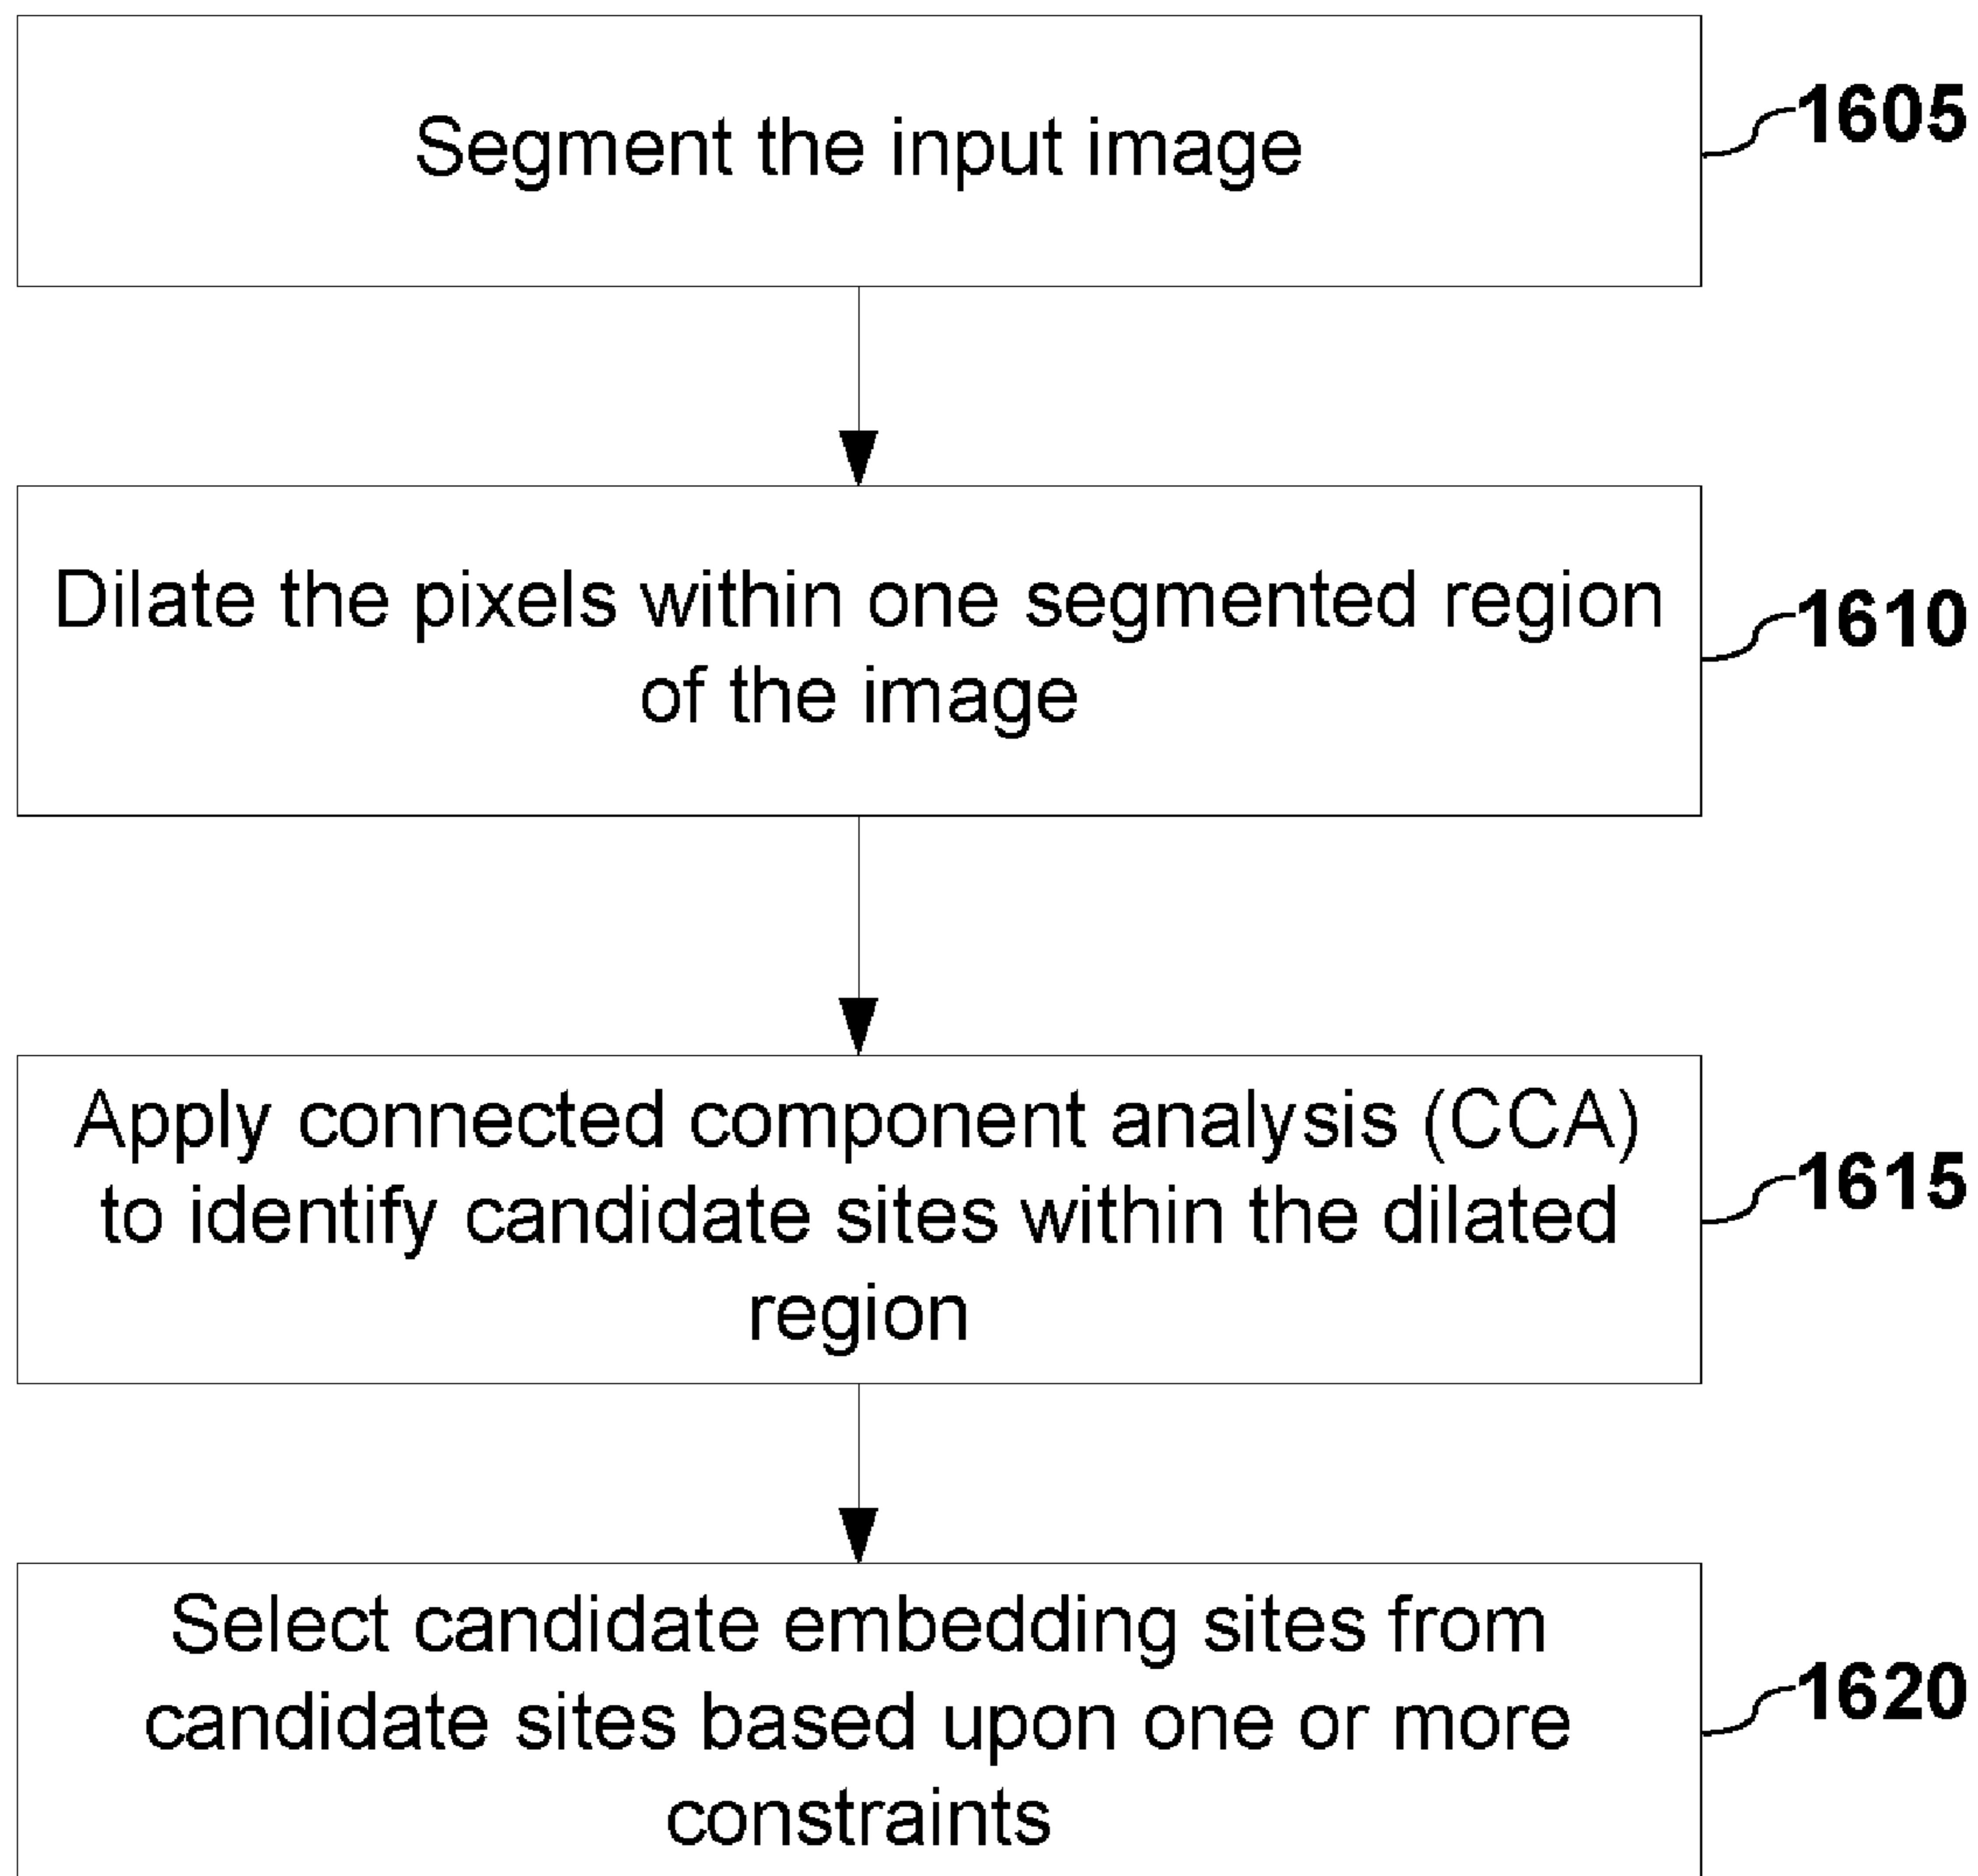 Segment the input image
1605
Dilate the pixels within one segmented region
of the image
1610
Apply connected component analysis (CCA)
to identify candidate sites within the dilated
region
1615
Select candidate embedding sites from
candidate sites based upon one or more
constraints
1620